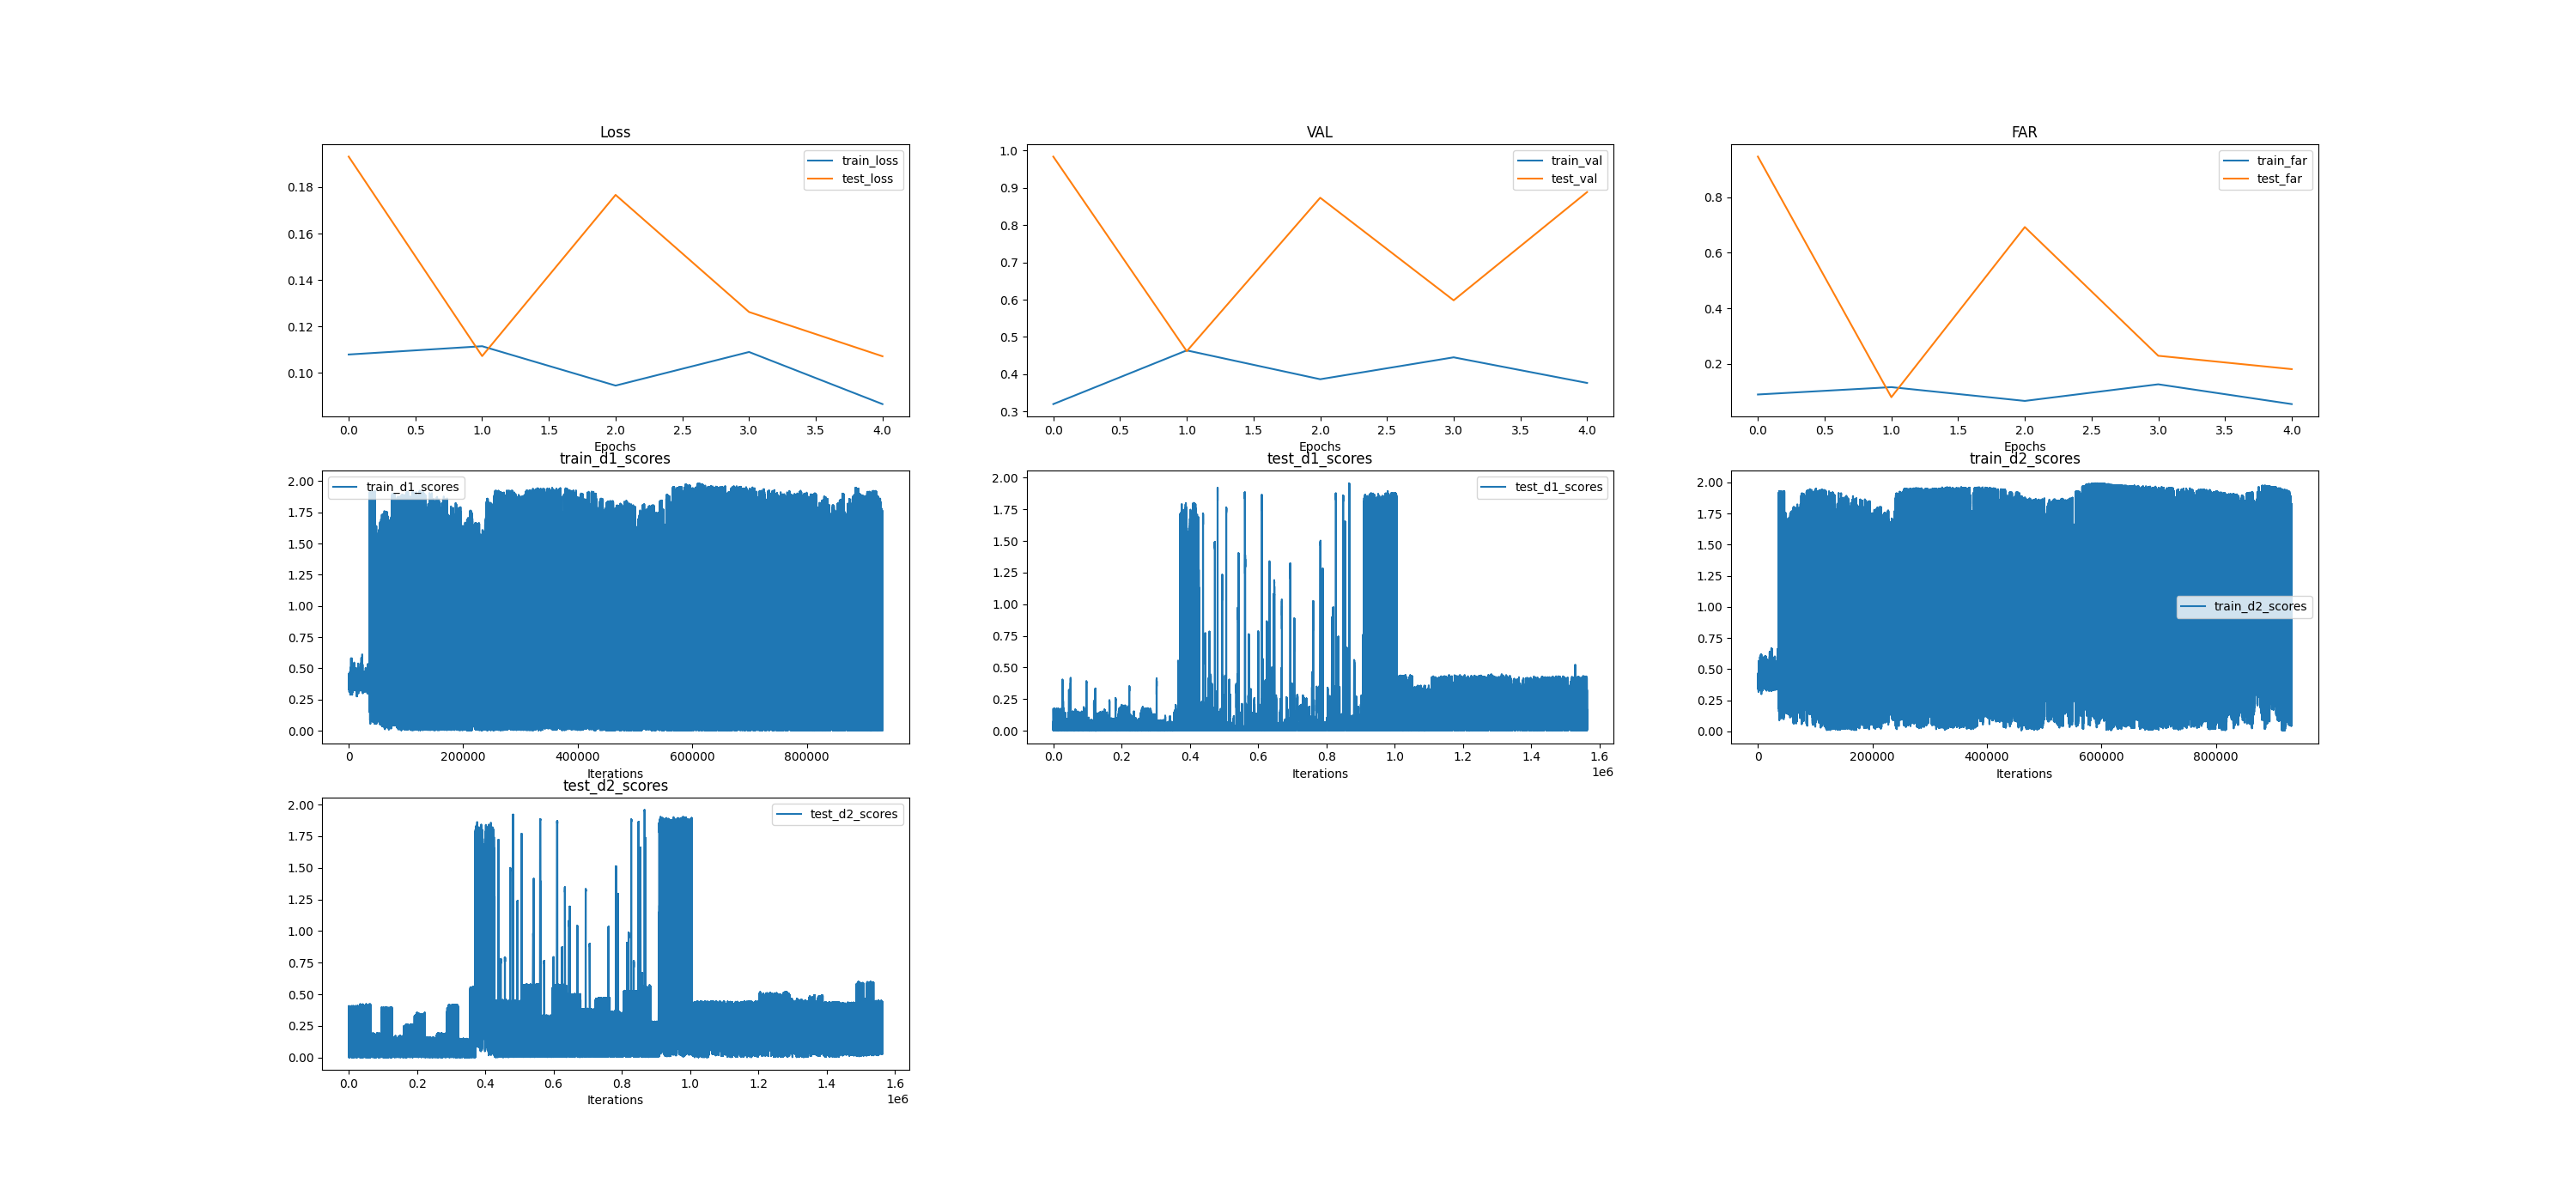 Loss
train_loss
test_loss
0.18
0.16
0.14
0.12
0.10
0.0 0.5 1.0 1.5 2.0 2.5 3.0 3.5 4.0
Epochs
VAL
train_val
test_val
1.0
0.9
0.8
0.7
0.6
0.5
0.4
0.3
0.0 0.5 1.0 1.5 2.0 2.5 3.0 3.5 4.0
Epochs
FAR
train_far
test_far
0.8
0.6
0.4
0.2
0.0 0.5 1.0 1.5 2.0 2.5 3.0 3.5 4.0
Epochs
train_d1_scores
train_d1_scores
2.00
1.75
1.50
1.25
1.00
0.75
0.50
0.25
0.00
0 200000 400000 600000 800000
Iterations
test_d1_scores
test_d1_scores
2.00
1.75
1.50
1.25
1.00
0.75
0.50
0.25
0.00
0.0 0.2 0.4 0.6 0.8 1.0 1.2 1.4 1.6
Iterations
1e6
train_d2_scores
train_d2_scores
2.00
1.75
1.50
1.25
1.00
0.75
0.50
0.25
0.00
0 200000 400000 600000 800000
Iterations
test_d2_scores
test_d2_scores
2.00
1.75
1.50
1.25
1.00
0.75
0.50
0.25
0.00
0.0 0.2 0.4 0.6 0.8 1.0 1.2 1.4 1.6
Iterations
1e6